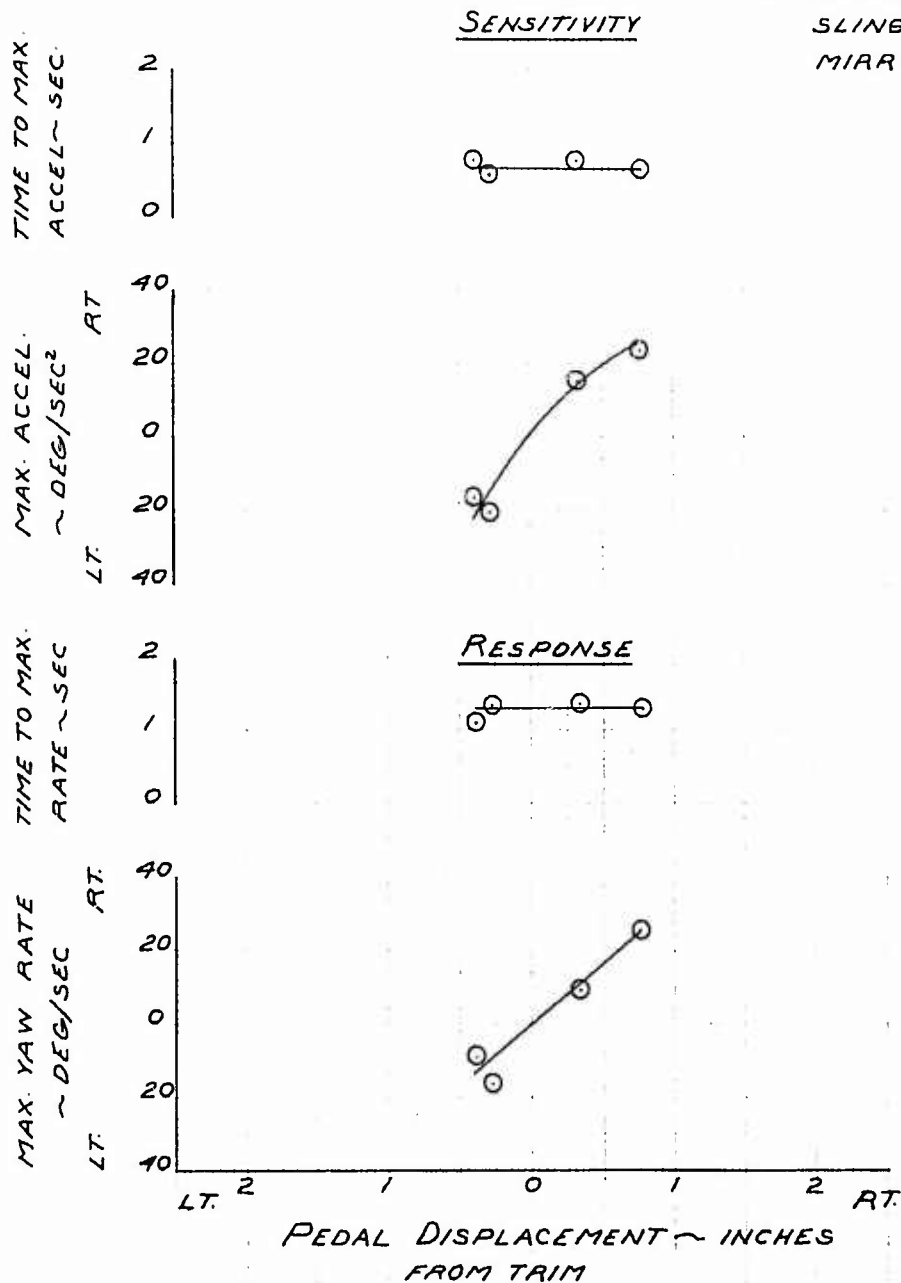 SENSITIVITY
SLING
MIRR
TIME TO MAX.
ACCEL~SEC
2
1
0
MAX. ACCEL.
~ DEG/SEC²
LT. RT
40
20
0
20
40
RESPONSE
TIME TO MAX.
RATE~SEC
2
1
0
MAX. YAW RATE
~DEG/SEC
LT. RT.
40
20
0
20
40
LT. 2 1 0 1 2 RT.
PEDAL DISPLACEMENT ~ INCHES
FROM TRIM